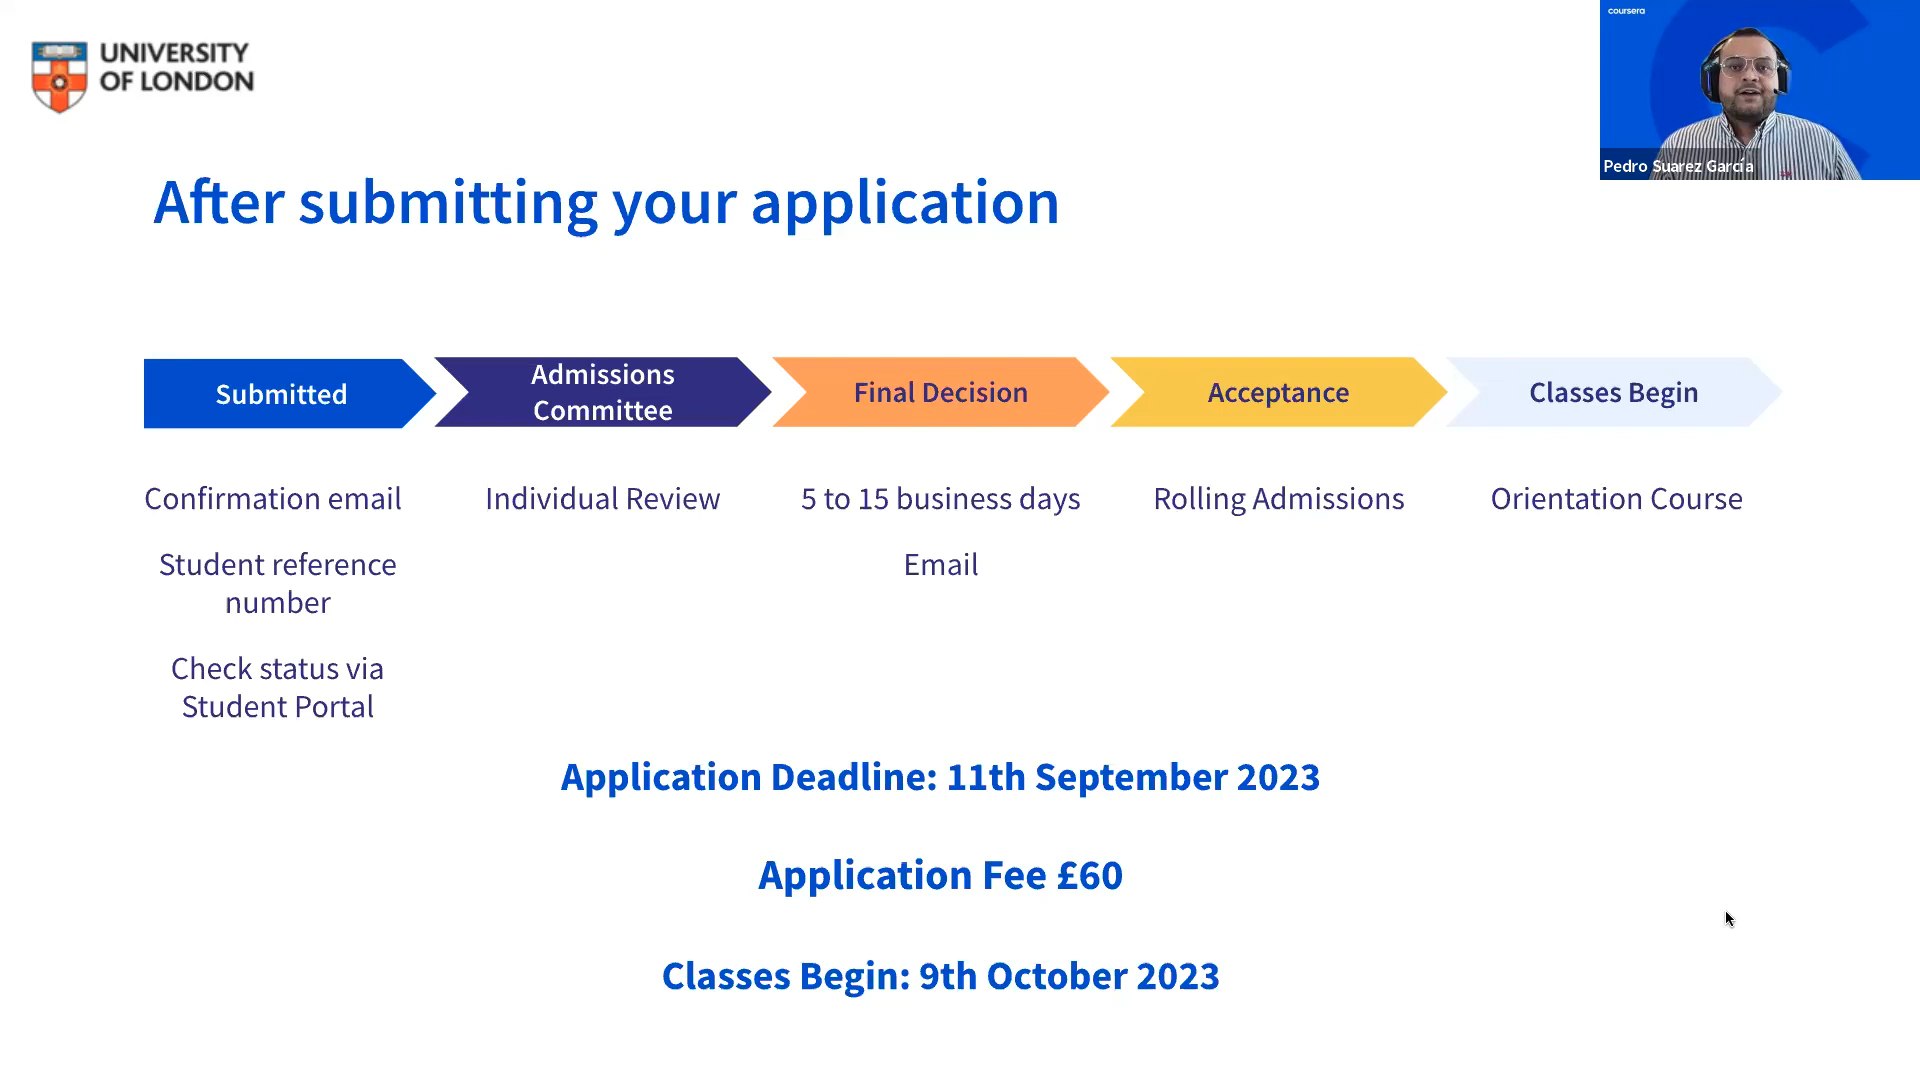 UNIVERSITY
OF LONDON
coursera
Pedro Suarez García
After submitting your application
Submitted
Admissions
Committee
Final Decision
Acceptance
Classes Begin
Confirmation email
Student reference
number
Check status via
Student Portal
Individual Review
5 to 15 business days
Email
Rolling Admissions
Orientation Course
Application Deadline: 11th September 2023
Application Fee £60
Classes Begin: 9th October 2023